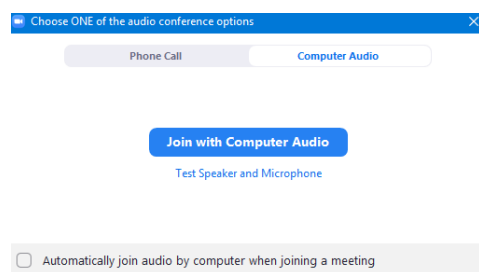 Choose ONE of the audio conference options
Phone Call Computer Audio
Join with Computer Audio
Test Speaker and Microphone
Automatically join audio by computer when joining a meeting